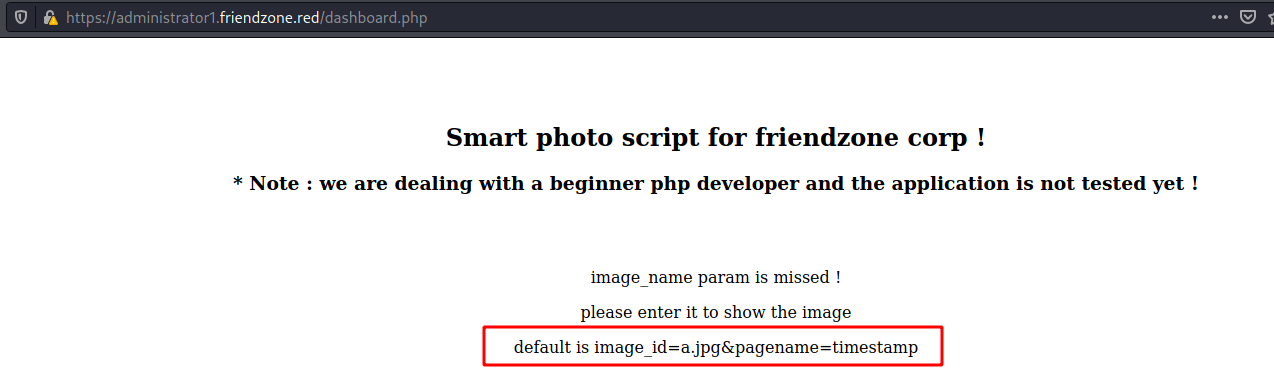 https://administrator1.friendzone.red/dashboard.php
Smart photo script for friendzone corp !
* Note : we are dealing with a beginner php developer and the application is not tested yet !
image_name param is missed !
please enter it to show the image
default is image_id=a.jpg&pagename=timestamp